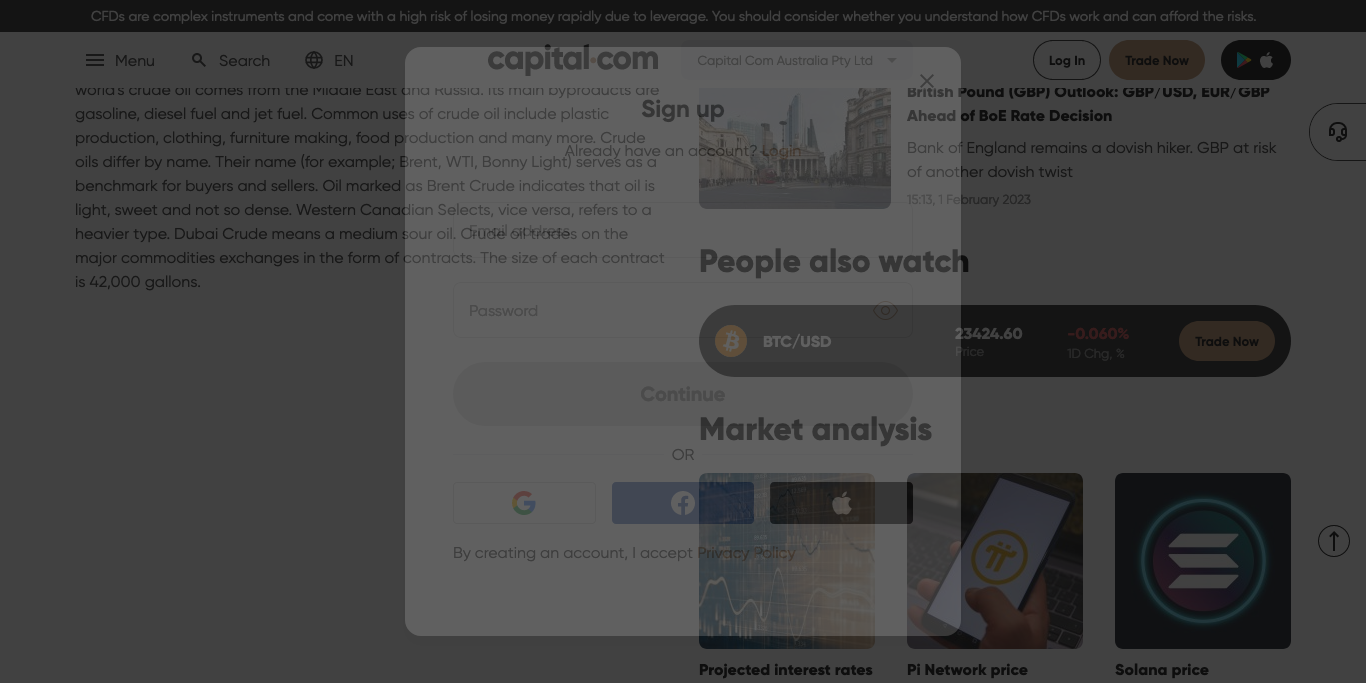 CFDs are complex instruments and come with a high risk of losing money rapidly due to leverage. You should consider whether you understand how CFDs work and can afford the risks.
Menu
Search
EN
capital.com
Capital Com Australia Pty Ltd
Log In
Trade Now
world's crude oil comes from the Middle East and Russia. Its main byproducts are
gasoline, diesel fuel and jet fuel. Common uses of crude oil include plastic
production, clothing, furniture making, food production and many more. Crude
oils differ by name. Their name (for example; Brent, WTI, Bonny Light) serves as a
benchmark for buyers and sellers. Oil marked as Brent Crude indicates that oil is
light, sweet and not so dense. Western Canadian Selects, vice versa, refers to a
heavier type. Dubai Crude means a medium sour oil. Crude oil trades on the
major commodities exchanges in the form of contracts. The size of each contract
is 42,000 gallons.
Sign up
Already have an account? Login
Email address
Password
Continue
OR
By creating an account, I accept Privacy Policy
British Pound (GBP) Outlook: GBP/USD, EUR/GBP
Ahead of BoE Rate Decision
Bank of England remains a dovish hiker. GBP at risk
of another dovish twist
15:13, 1 February 2023
People also watch
BTC/USD
23424.60
Price
-0.060%
1D Chg, %
Trade Now
Market analysis
Projected interest rates
Pi Network price
Solana price